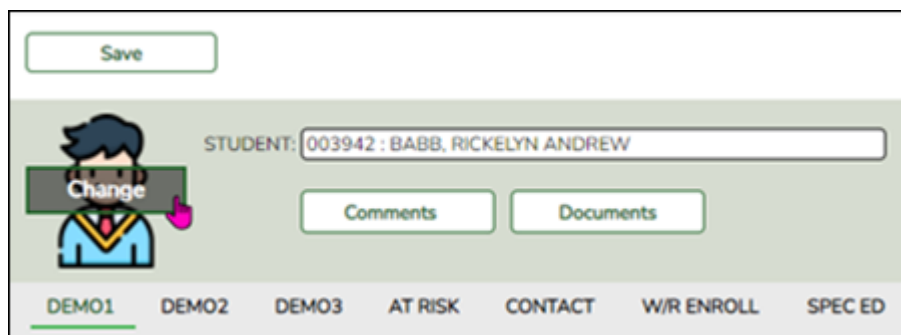 Save
STUDENT: 003942 : BABB, RICKELYN ANDREW
Change
Comments Documents
DEMO1 DEMO2 DEMO3 AT RISK CONTACT W/R ENROLL SPEC ED